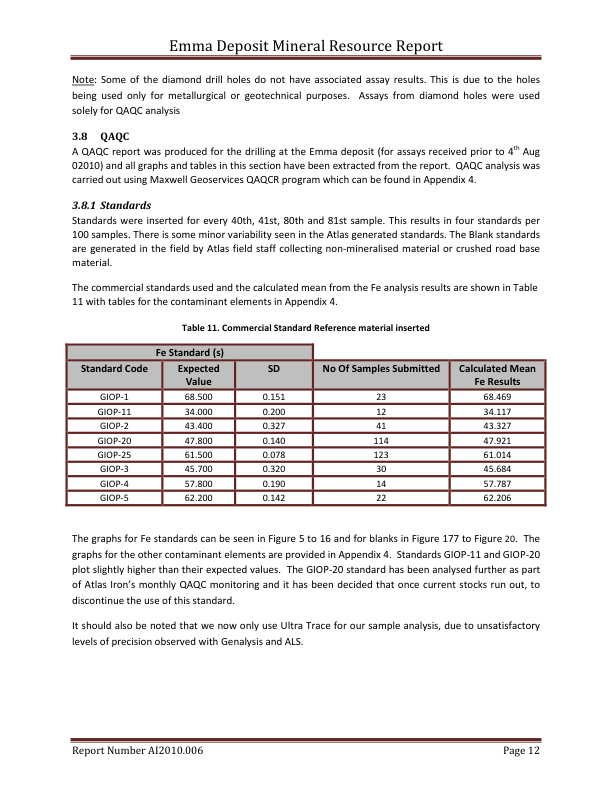 Emma Deposit Mineral Resource Report
Note: Some of the diamond drill holes do not have associated assay results. This is due to the holes
being used only for metallurgical or geotechnical purposes. Assays from diamond holes were used
solely for QAQC analysis
3.8 QAQC
A QAQC report was produced for the drilling at the Emma deposit (for assays received prior to 4th Aug
02010) and all graphs and tables in this section have been extracted from the report. QAQC analysis was
carried out using Maxwell Geoservices QAQCR program which can be found in Appendix 4.
3.8.1 Standards
Standards were inserted for every 40th, 41st, 80th and 81st sample. This results in four standards per
100 samples. There is some minor variability seen in the Atlas generated standards. The Blank standards
are generated in the field by Atlas field staff collecting non-mineralised material or crushed road base
material.
The commercial standards used and the calculated mean from the Fe analysis results are shown in Table
11 with tables for the contaminant elements in Appendix 4.
Table 11. Commercial Standard Reference material inserted
Fe Standard (s)
Standard Code Expected Value SD No Of Samples Submitted Calculated Mean Fe Results
GIOP-1 68.500 0.151 23 68.469
GIOP-11 34.000 0.200 12 34.117
GIOP-2 43.400 0.327 41 43.327
GIOP-20 47.800 0.140 114 47.921
GIOP-25 61.500 0.078 123 61.014
GIOP-3 45.700 0.320 30 45.684
GIOP-4 57.800 0.190 14 57.787
GIOP-5 62.200 0.142 22 62.206
The graphs for Fe standards can be seen in Figure 5 to 16 and for blanks in Figure 177 to Figure 20. The
graphs for the other contaminant elements are provided in Appendix 4. Standards GIOP-11 and GIOP-20
plot slightly higher than their expected values. The GIOP-20 standard has been analysed further as part
of Atlas Iron's monthly QAQC monitoring and it has been decided that once current stocks run out, to
discontinue the use of this standard.
It should also be noted that we now only use Ultra Trace for our sample analysis, due to unsatisfactory
levels of precision observed with Genalysis and ALS.
Report Number AI2010.006 Page 12